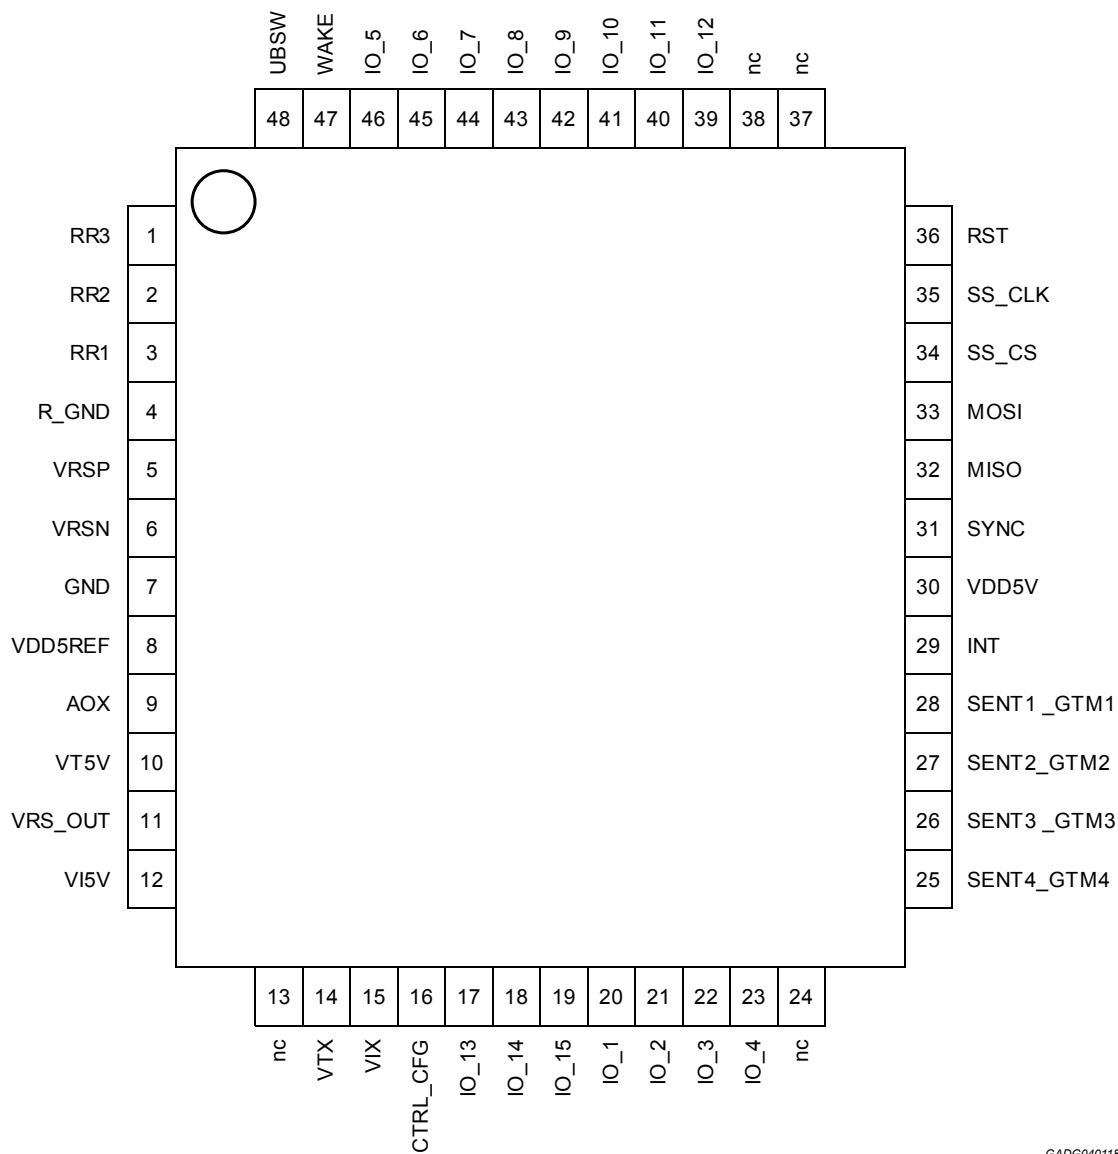 UBSW WAKE IO_5 IO_6 IO_7 IO_8 IO_9 IO_10 IO_11 IO_12 nc nc
48 47 46 45 44 43 42 41 40 39 38 37
RR3 1 36 RST
RR2 2 35 SS_CLK
RR1 3 34 SS_CS
R_GND 4 33 MOSI
VRSP 5 32 MISO
VRSN 6 31 SYNC
GND 7 30 VDD5V
VDD5REF 8 29 INT
AOX 9 28 SENT1 _GTM1
VT5V 10 27 SENT2_GTM2
VRS_OUT 11 26 SENT3 _GTM3
VI5V 12 25 SENT4_GTM4
13 14 15 16 17 18 19 20 21 22 23 24
nc VTX VIX CTRL_CFG IO_13 IO_14 IO_15 IO_1 IO_2 IO_3 IO_4 nc